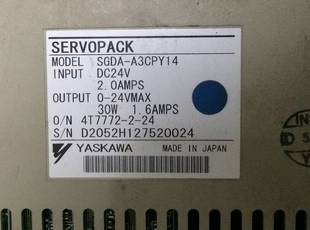 SERVOPACK
MODEL SGDA-A3CPY14
INPUT DC24V
2.0AMPS
OUTPUT 0-24VMAX
30W 1.6AMPS
O/N 4T7772-2-24
S/N D2052H127520024
YASKAWA MADE IN JAPAN